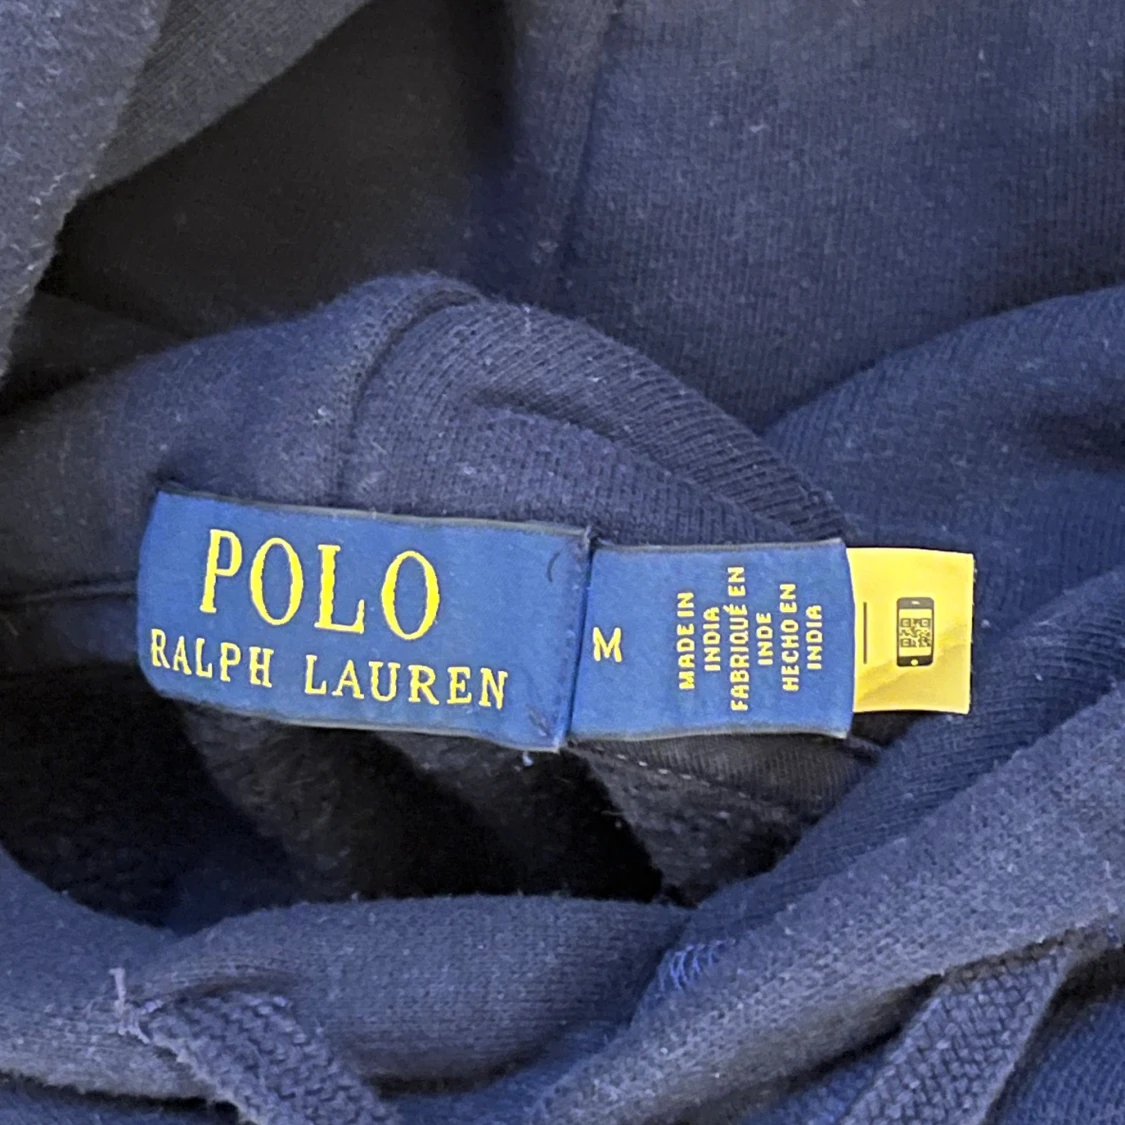 POLO
RALPH LAUREN
M
MADE IN
INDIA
FABRIQUÉ EN
INDE
HECHO EN
INDIA